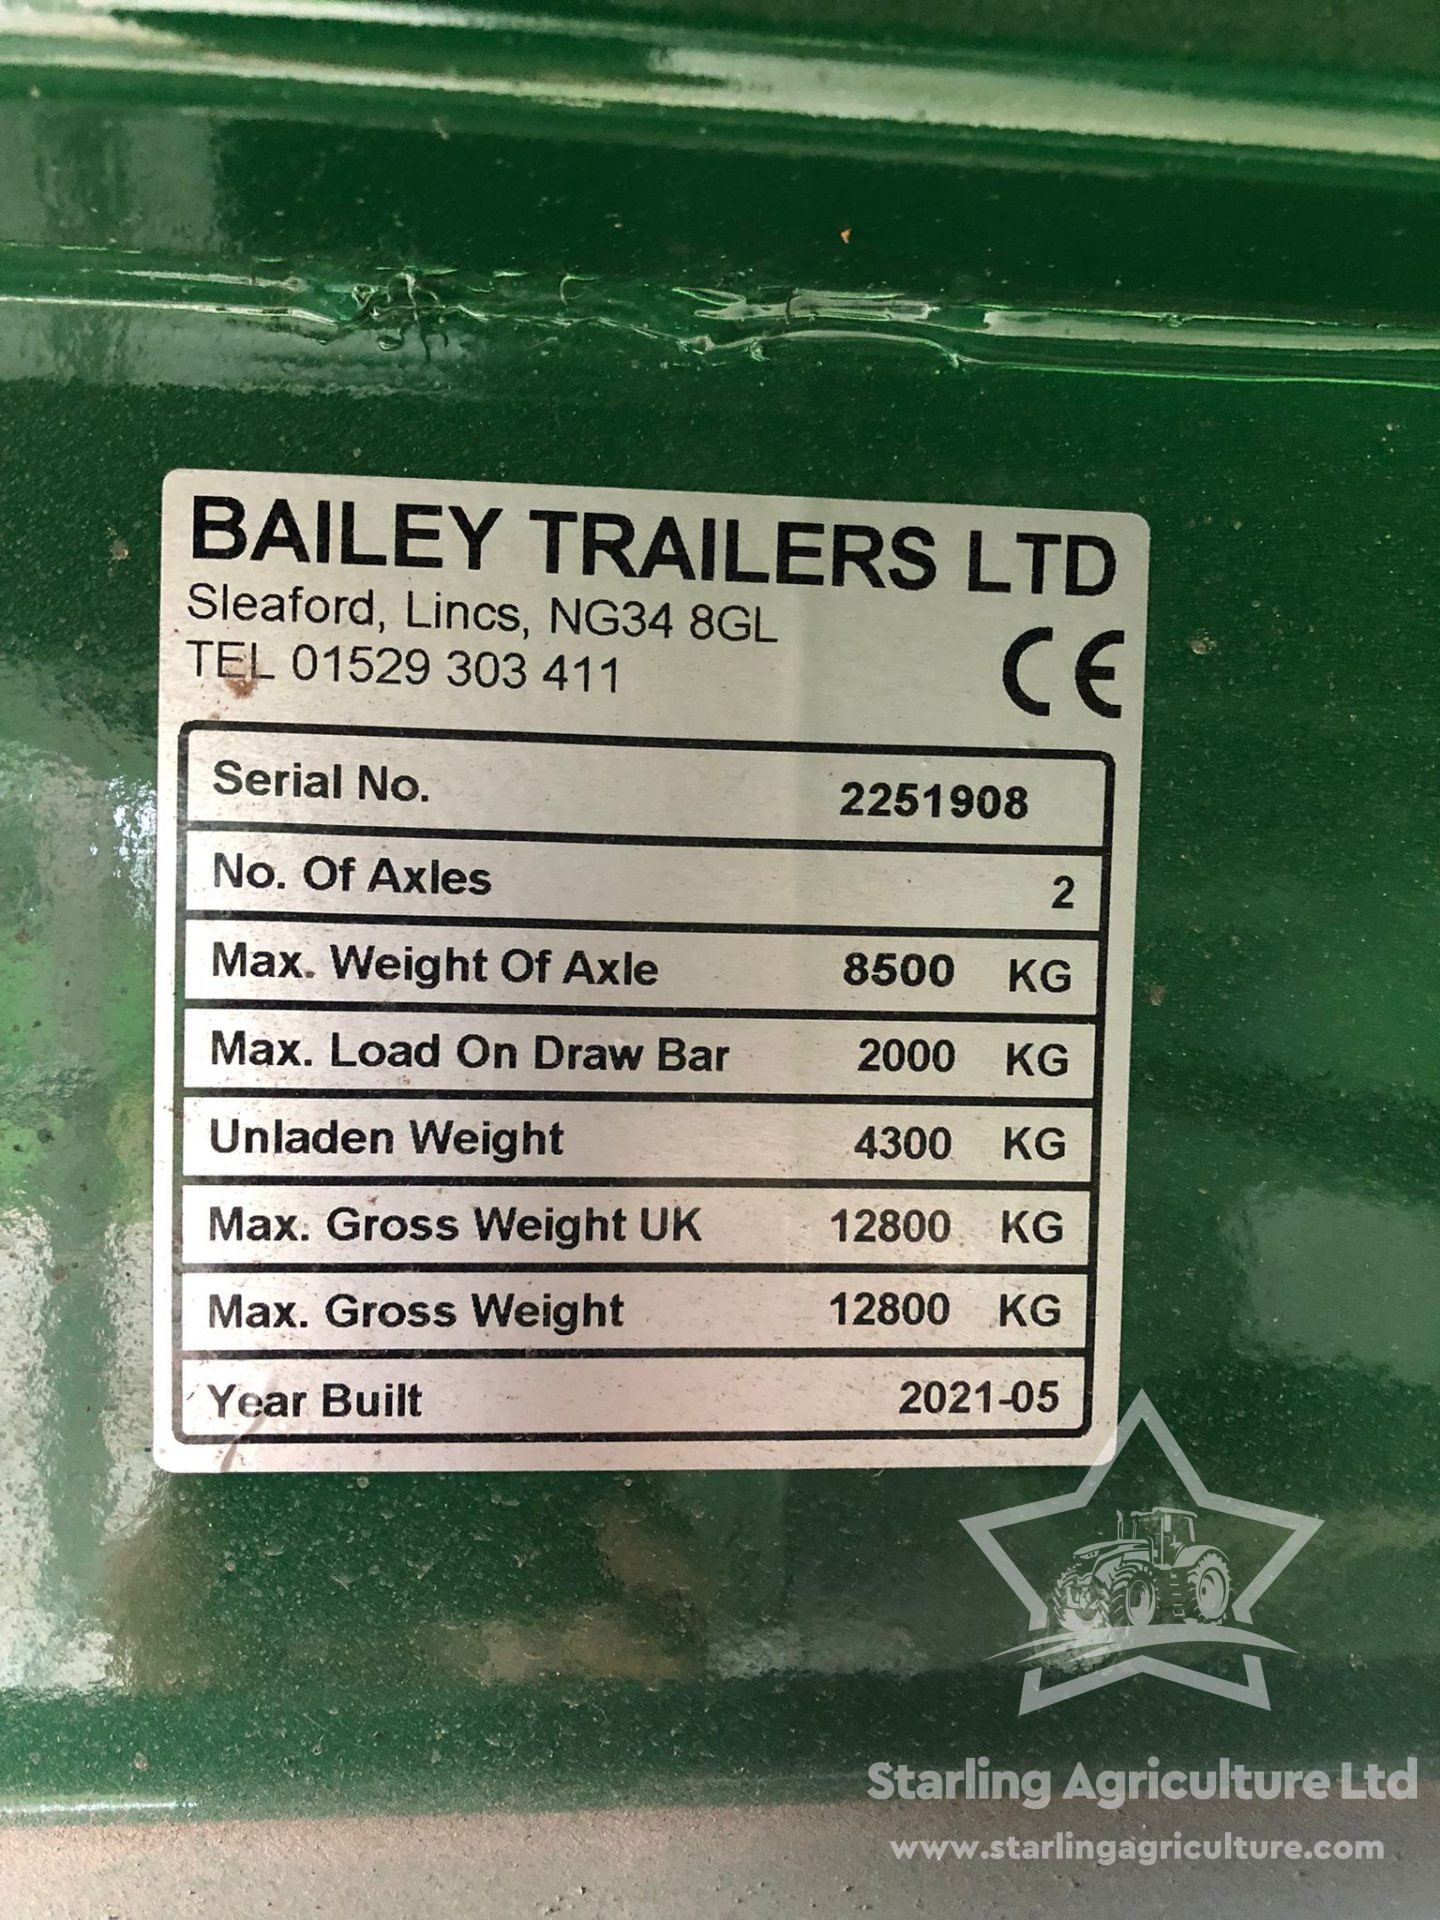 BAILEY TRAILERS LTD
Sleaford, Lincs, NG34 8GL
TEL 01529 303 411
CE
Serial No. 2251908
No. Of Axles 2
Max. Weight Of Axle 8500 KG
Max. Load On Draw Bar 2000 KG
Unladen Weight 4300 KG
Max. Gross Weight UK 12800 KG
Max. Gross Weight 12800 KG
Year Built 2021-05
Starling Agriculture Ltd
www.starlingagriculture.com